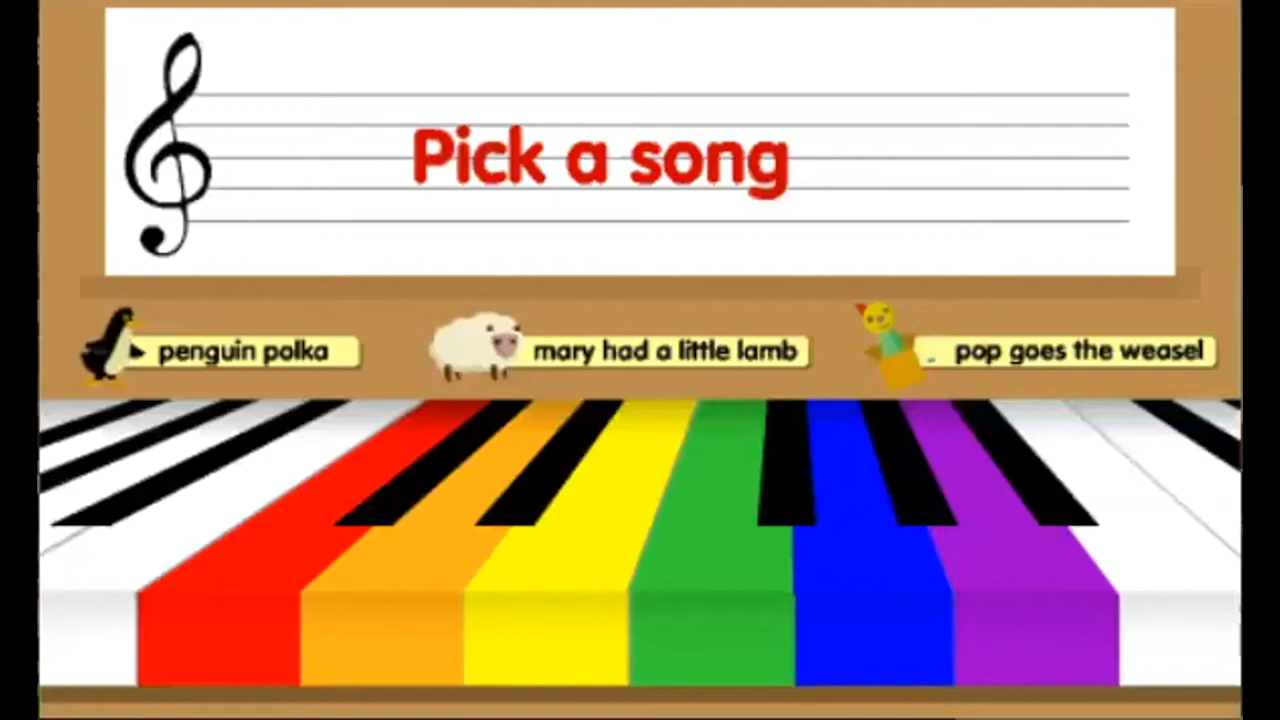 Pick a song
penguin polka
mary had a little lamb
pop goes the weasel